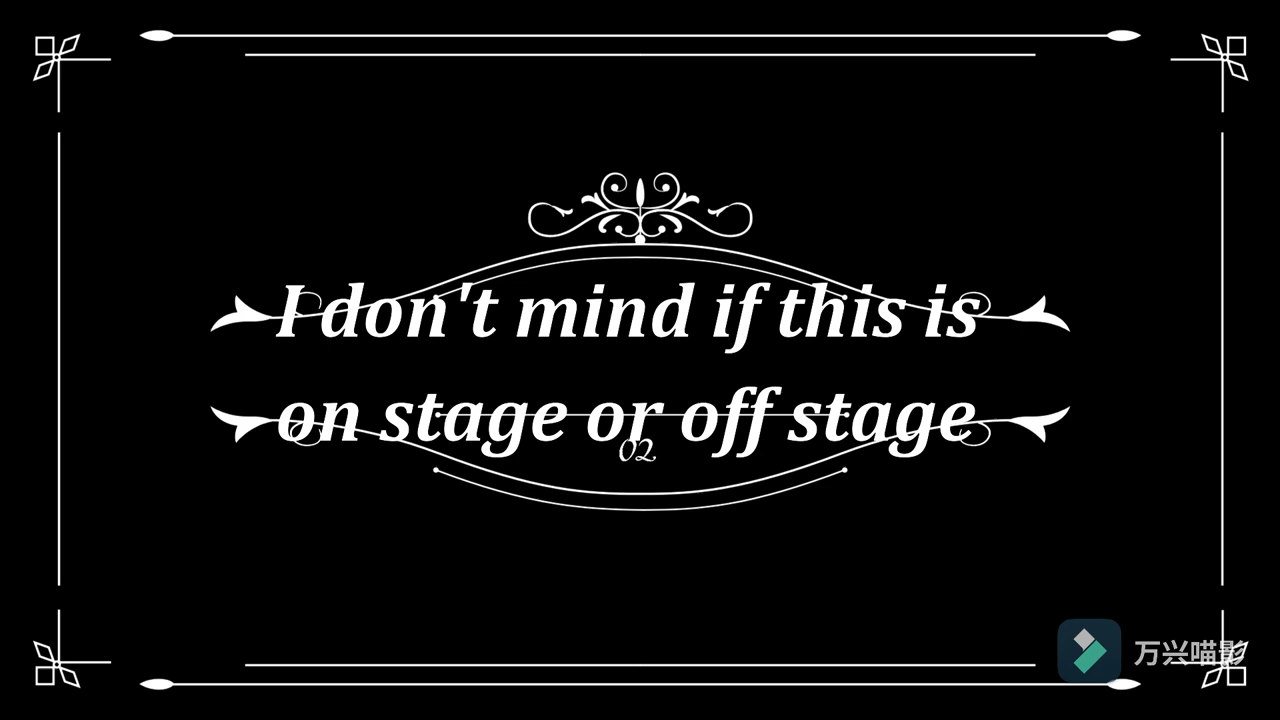 I don't mind if this is
on stage or off stage
02
万兴喵影